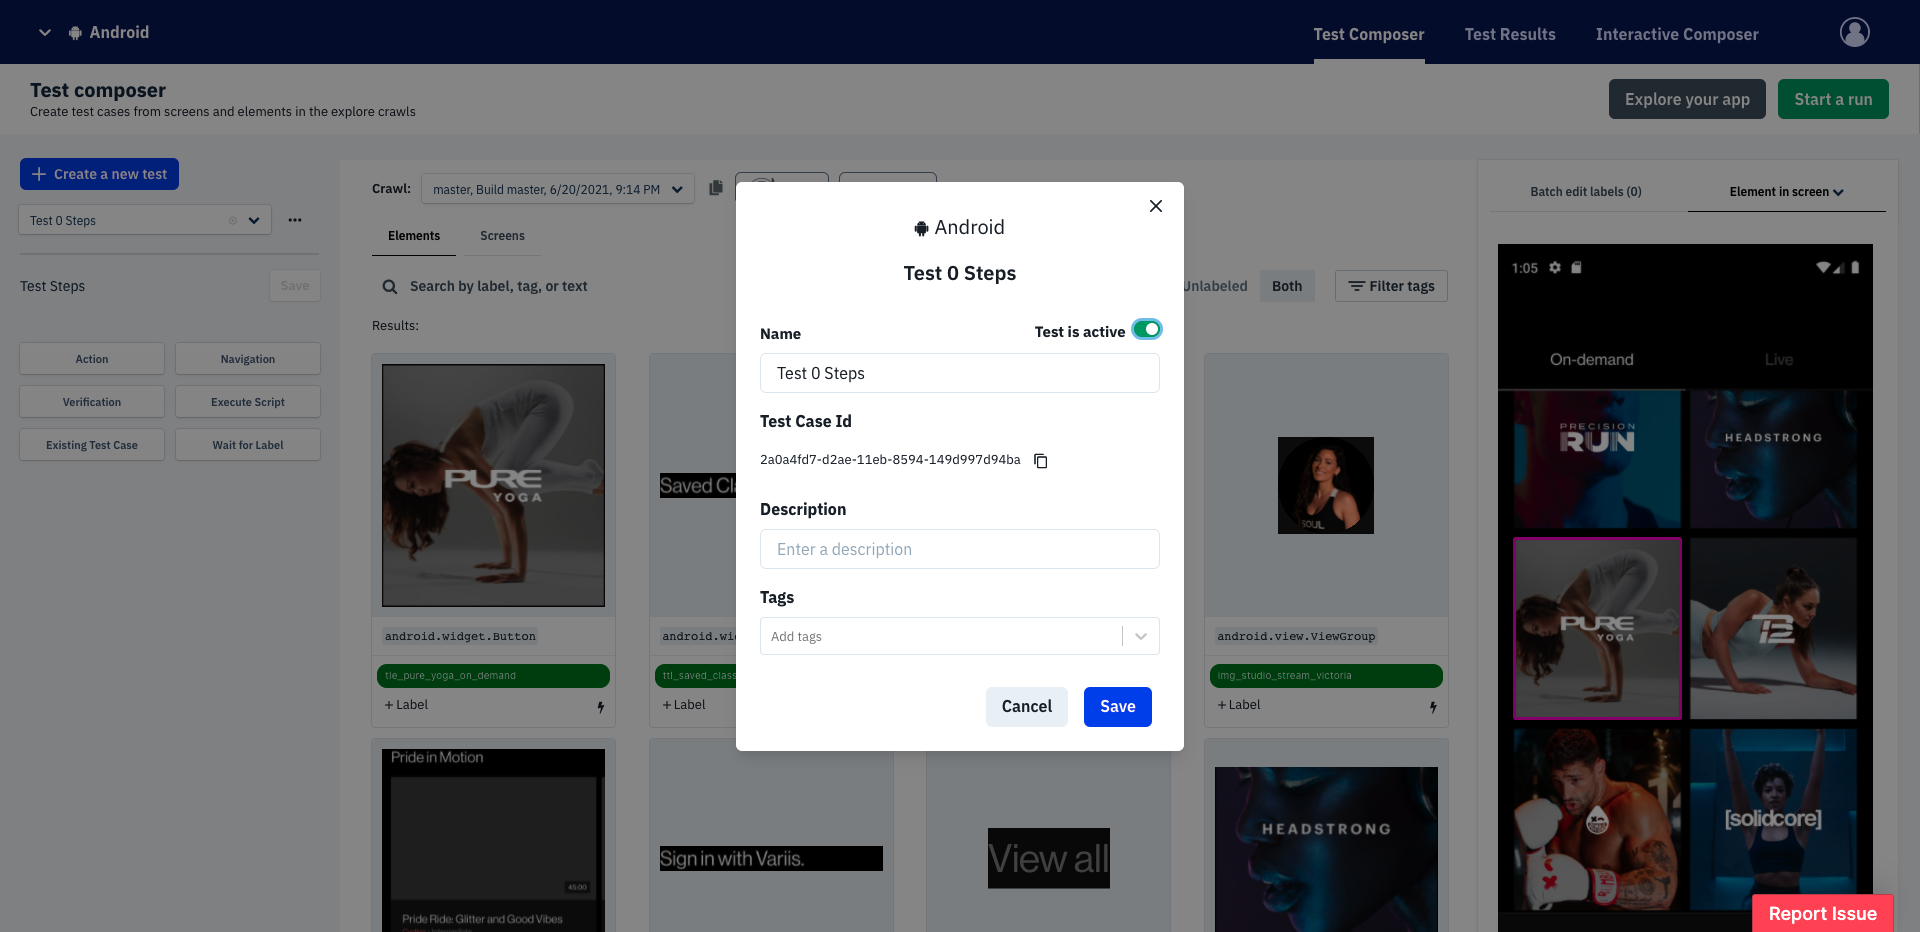 Android
Test Composer
Test Results
Interactive Composer
Test composer
Create test cases from screens and elements in the explore crawls
Explore your app
Start a run
Create a new test
Test 0 Steps
Test Steps
Save
Action
Navigation
Verification
Execute Script
Existing Test Case
Wait for Label
Crawl:
master, Build master, 6/20/2021, 9:14 PM
Elements
Screens
Search by label, tag, or text
Unlabeled
Both
Filter tags
Results:
PURE
YOGA
android.widget.Button
tle_pure_yoga_on_demand
+ Label
Saved Cla
android.wi
ttl_saved_class
+ Label
SOUL
android.view.ViewGroup
img_studio_stream_victoria
+ Label
Pride in Motion
45:00
Pride Ride: Glitter and Good Vibes
Sign in with Variis.
View all
HEADSTRONG
Android
Test 0 Steps
Name
Test is active
Test 0 Steps
Test Case Id
2a0a4fd7-d2ae-11eb-8594-149d997d94ba
Description
Enter a description
Tags
Add tags
Cancel
Save
Batch edit labels (0)
Element in screen
1:05
On-demand
Live
PRECISION
RUN
HEADSTRONG
PURE
YOGA
[solidcore]
Report Issue